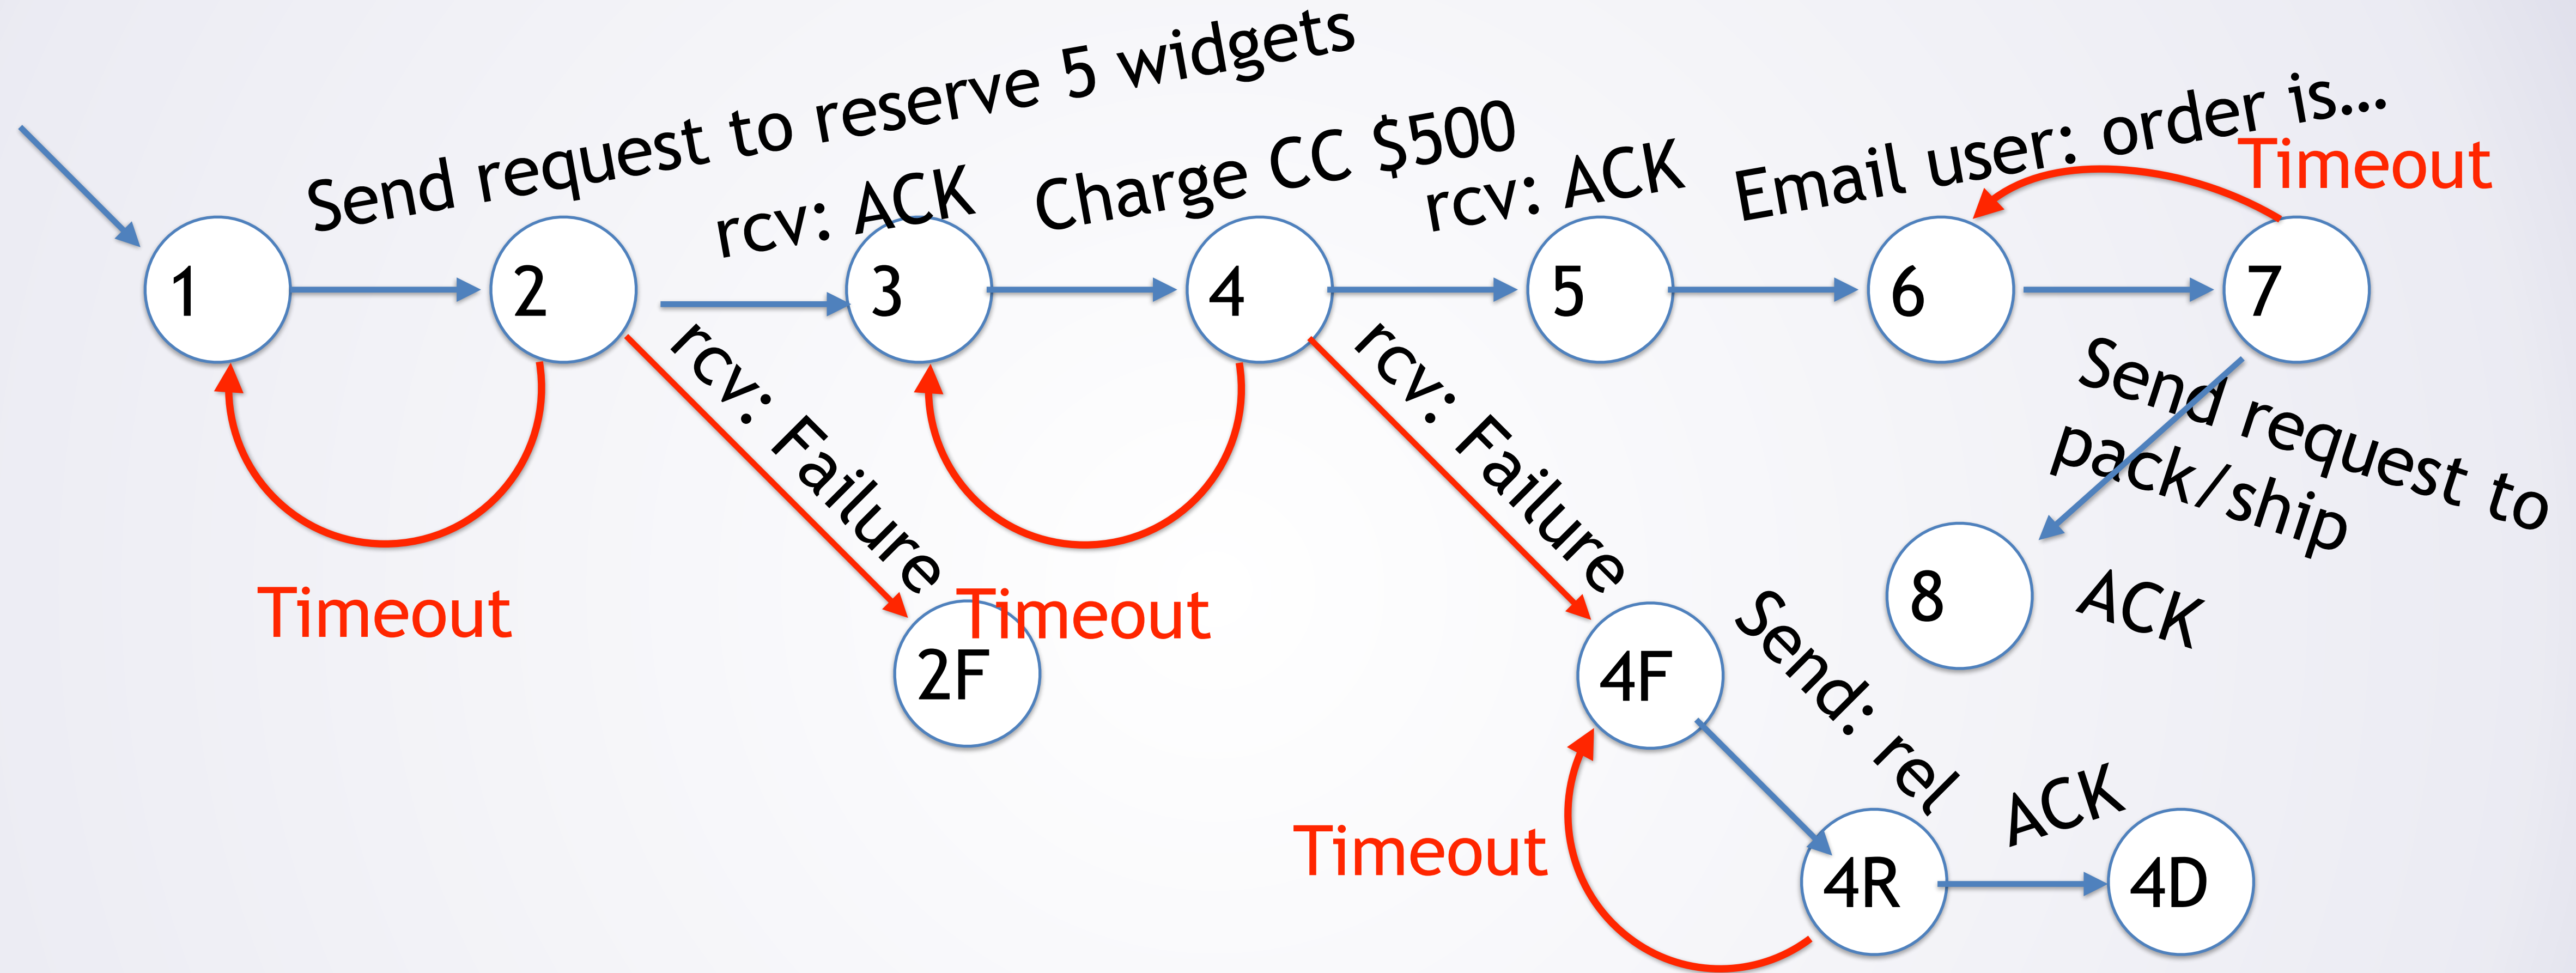 Send request to reserve 5 widgets
rcv: ACK
Charge CC $500
rcv: ACK
Email user: order is...
Timeout
1
2
3
4
5
6
7
rcv: Failure
rcv: Failure
Send request to
pack/ship
Timeout
Timeout
2F
4F
Send: rel
8
ACK
Timeout
4R
ACK
4D